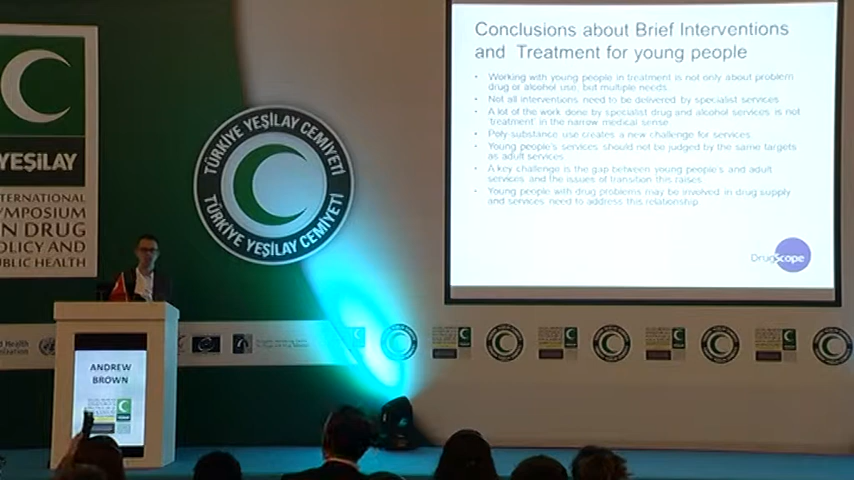 YEŞİLAY
INTERNATIONAL
SYMPOSIUM
ON DRUG
POLICY AND
PUBLIC HEALTH
TÜRKİYE YEŞİLAY CEMİYETİ
TÜRKİYE YEŞİLAY CEMİYETİ
ANDREW
BROWN
Conclusions about Brief Interventions
and Treatment for young people
• Working with young people in treatment is not only about problem
drug or alcohol use, but multiple needs.
• Not all interventions need to be delivered by specialist services.
• A lot of the work done by specialist drug and alcohol services is not
treatment in the narrow medical sense.
• Poly substance use creates a new challenge for services.
• Young people's services should not be judged by the same targets
as adult services.
• A key challenge is the gap between young people's and adult
services, and the issues of transition this raises.
• Young people with drug problems may be involved in drug supply
and services need to address this relationship.
DrugScope